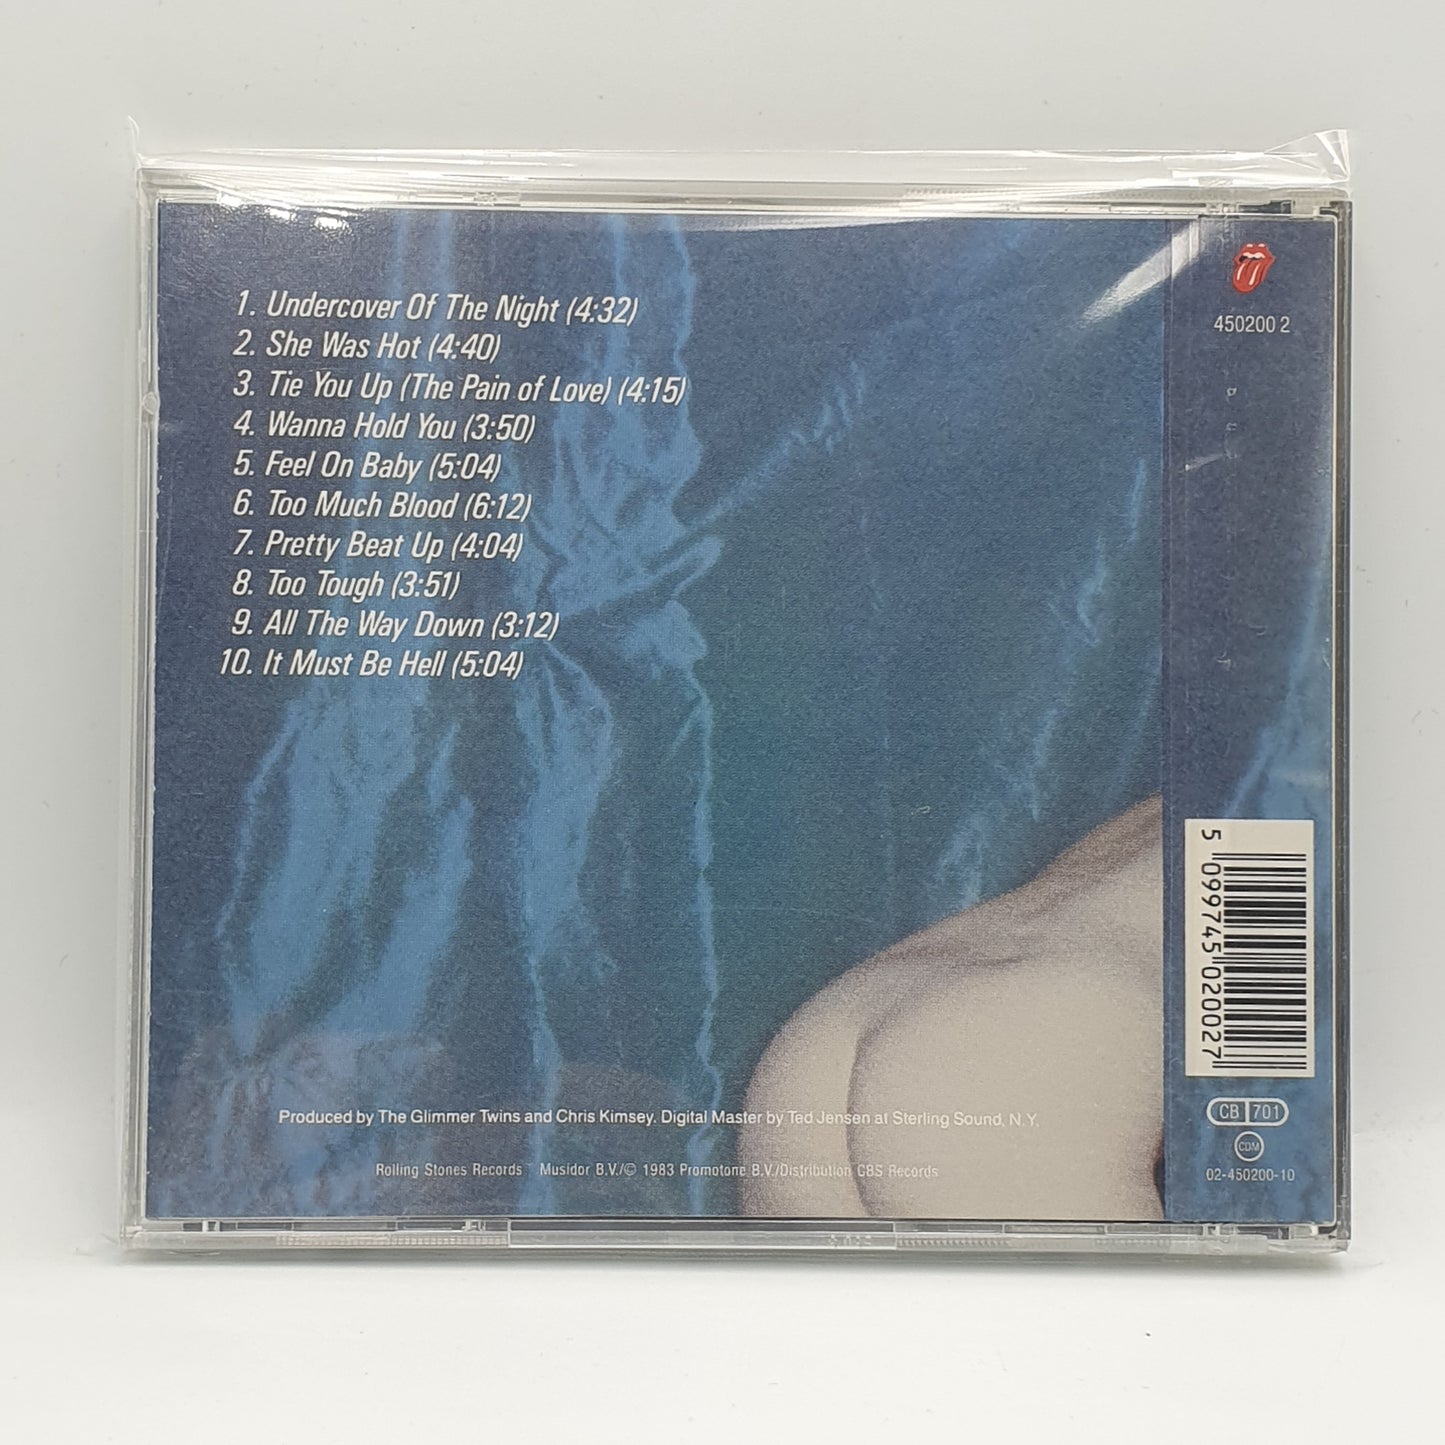 1. Undercover Of The Night (4:32)
2. She Was Hot (4:40)
3. Tie You Up (The Pain of Love) (4:15)
4. Wanna Hold You (3:50)
5. Feel On Baby (5:04)
6. Too Much Blood (6:12)
7. Pretty Beat Up (4:04)
8. Too Tough (3:51)
9. All The Way Down (3:12)
10. It Must Be Hell (5:04)
450200 2
5 099745 020027
Produced by The Glimmer Twins and Chris Kimsey. Digital Master by Ted Jensen at Sterling Sound, N.Y.
Rolling Stones Records Musidor B.V./© 1983 Promotone B.V./Distribution CBS Records
CB 701
CDM
02-450200-10